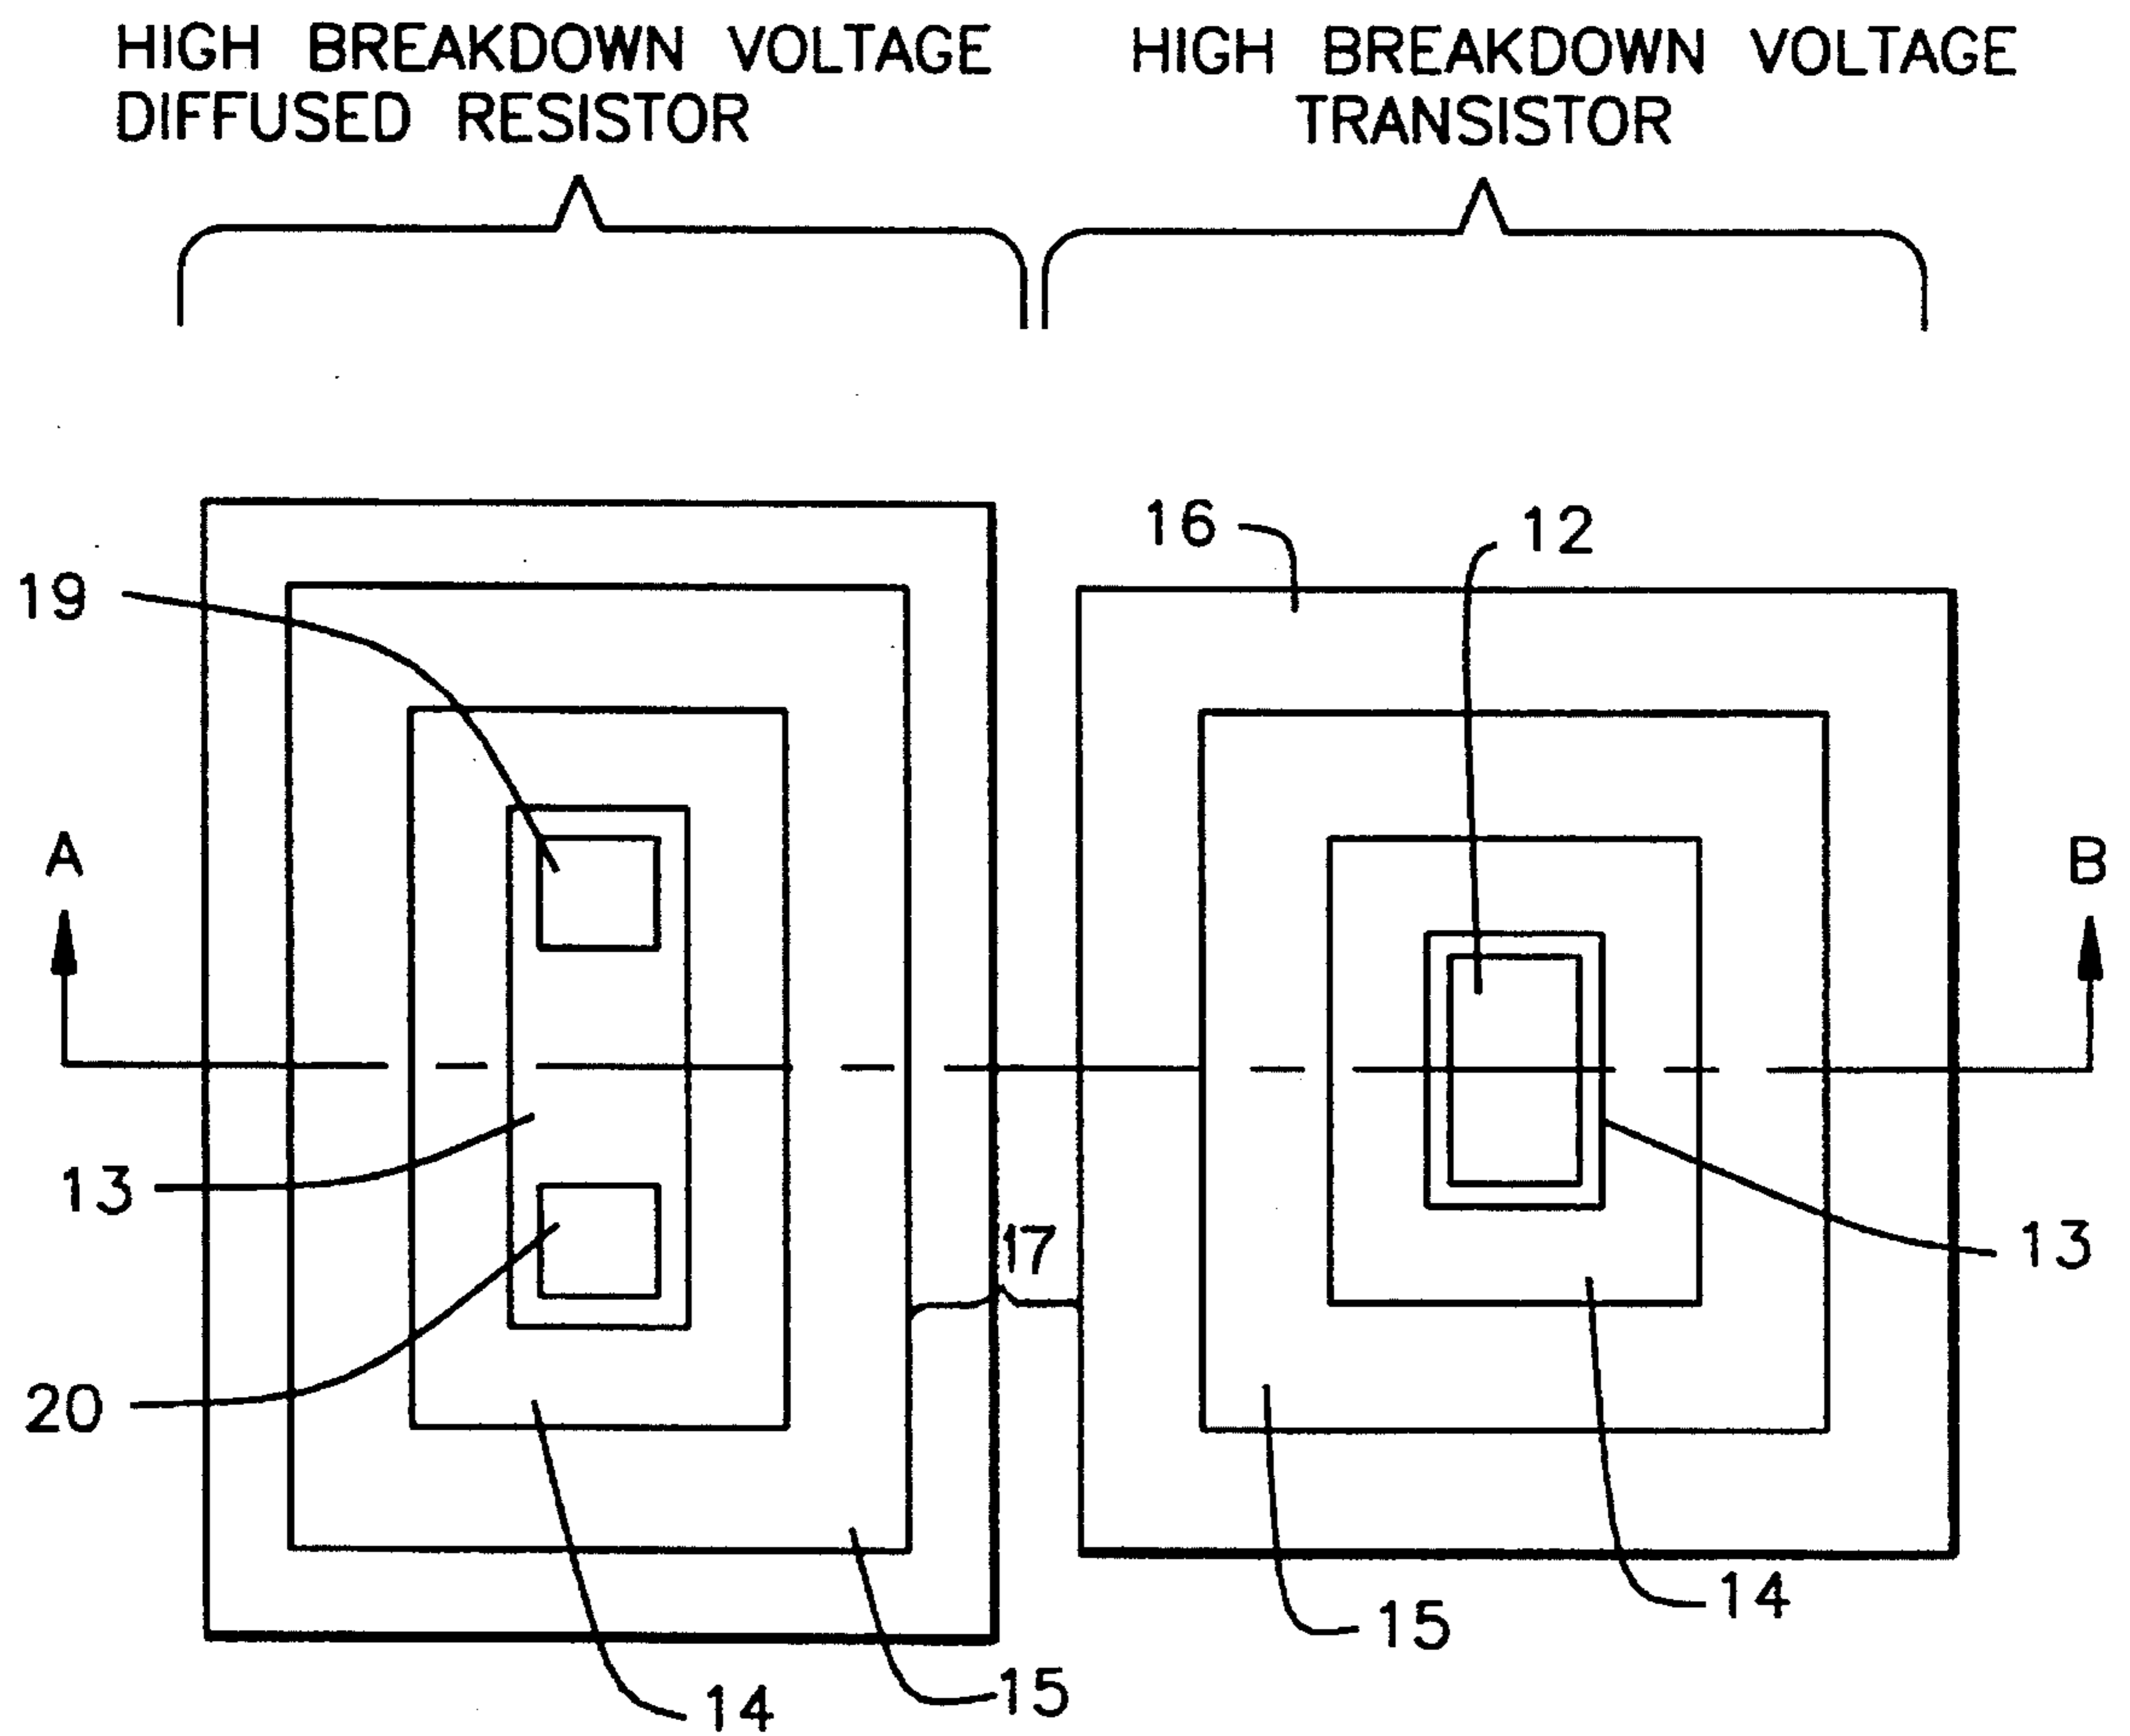 HIGH BREAKDOWN VOLTAGE
DIFFUSED RESISTOR
HIGH BREAKDOWN VOLTAGE
TRANSISTOR
16
12
19
A
B
13
17
13
20
14
15
15
14